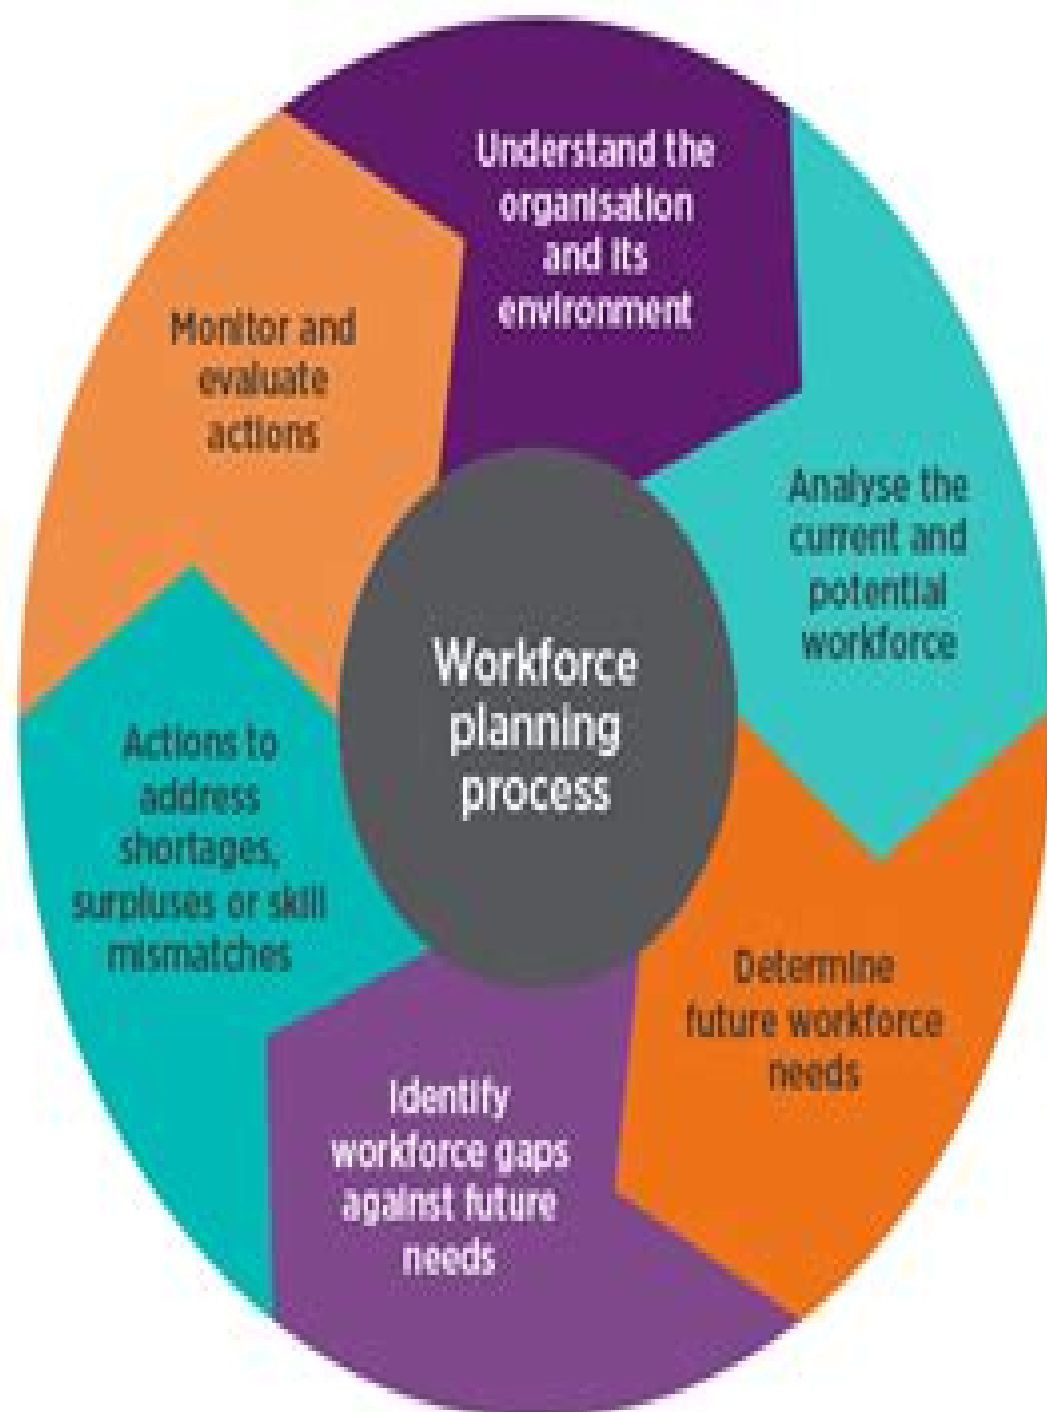 Understand the
organisation
and its
environment
Analyse the
current and
potential
workforce
Determine
future workforce
needs
Identify
workforce gaps
against future
needs
Actions to
address
shortages,
surpluses or skill
mismatches
Monitor and
evaluate
actions
Workforce
planning
process